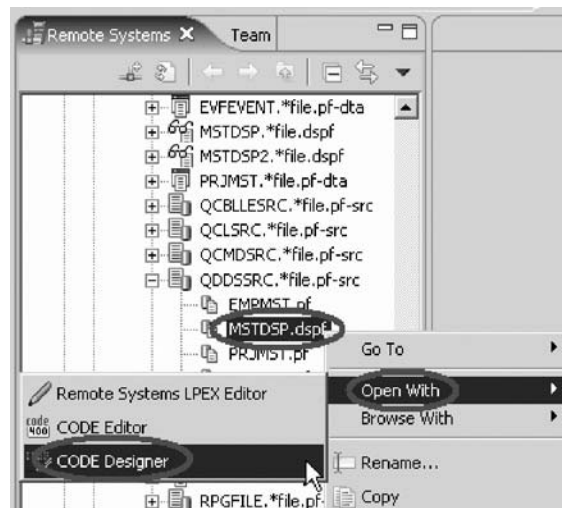 Remote Systems Team
EVFEVENT.*file.pf-dta
MSTDSP.*file.dspf
MSTDSP2.*file.dspf
PRJMST.*file.pf-dta
QCBLLESRC.*file.pf-src
QCLSRC.*file.pf-src
QCMDSRC.*file.pf-src
QDDSSRC.*file.pf-src
EMPMST.pf
MSTDSP.dspf
PRJMST.pf
Go To
Open With
Browse With
Rename...
Copy
Remote Systems LPEX Editor
code 400 CODE Editor
CODE Designer
RPGFILE.*file.pf-